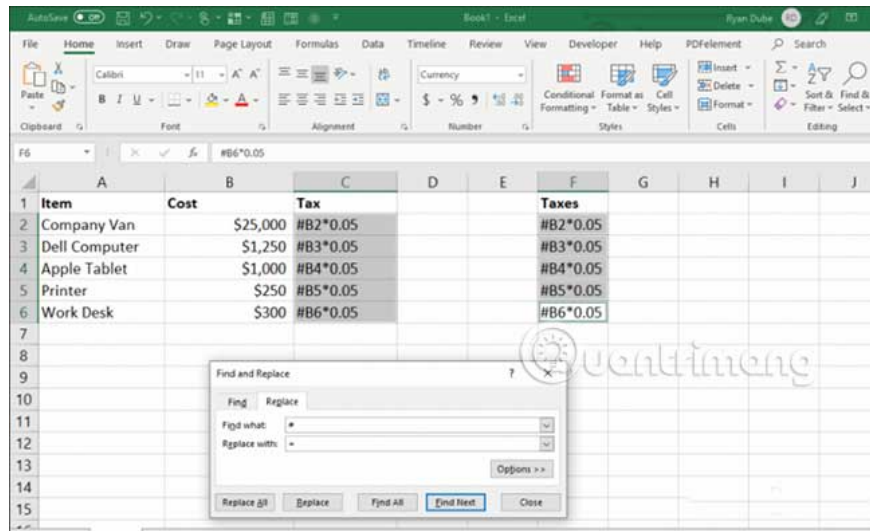 AutoSave On Book1 - Excel Ryan Dube RD
File Home Insert Draw Page Layout Formulas Data Timeline Review View Developer Help PDFelement Search
Paste Calibri 11 A A Currency Conditional Formatting Format as Table Cell Styles Insert Delete Format Sort & Filter Find & Select
B I U A $ % 9
Clipboard Font Alignment Number Styles Cells Editing
F6 fx #B6*0.05
A B C D E F G H I J
1 Item Cost Tax Taxes
2 Company Van $25,000 #B2*0.05 #B2*0.05
3 Dell Computer $1,250 #B3*0.05 #B3*0.05
4 Apple Tablet $1,000 #B4*0.05 #B4*0.05
5 Printer $250 #B5*0.05 #B5*0.05
6 Work Desk $300 #B6*0.05 #B6*0.05
7
8
Quantrimang
9 Find and Replace ? ×
10 Find Replace
11 Find what: #
12 Replace with: =
13 Options >>
14
15 Replace All Replace Find All Find Next Close